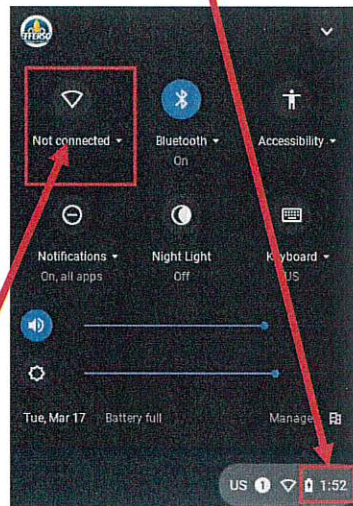 Not connected
Bluetooth
Accessibility
On
Notifications
Night Light
Keyboard
On, all apps
Off
US
Tue, Mar 17 Battery full Manage
US 1 1:52